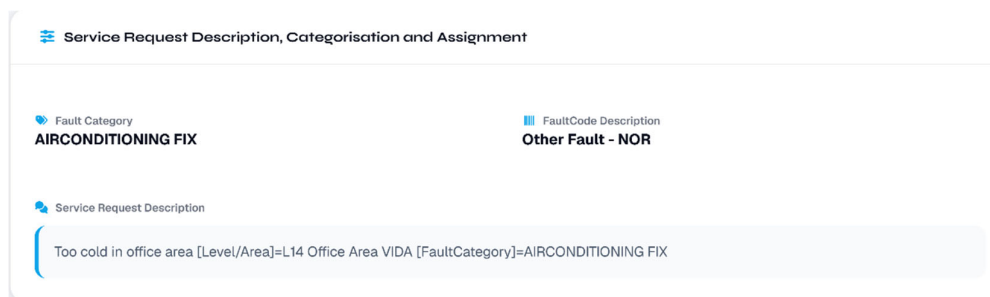 Service Request Description, Categorisation and Assignment
Fault Category
FaultCode Description
AIRCONDITIONING FIX
Other Fault - NOR
Service Request Description
Too cold in office area [Level/Area]=L14 Office Area VIDA [FaultCategory]=AIRCONDITIONING FIX